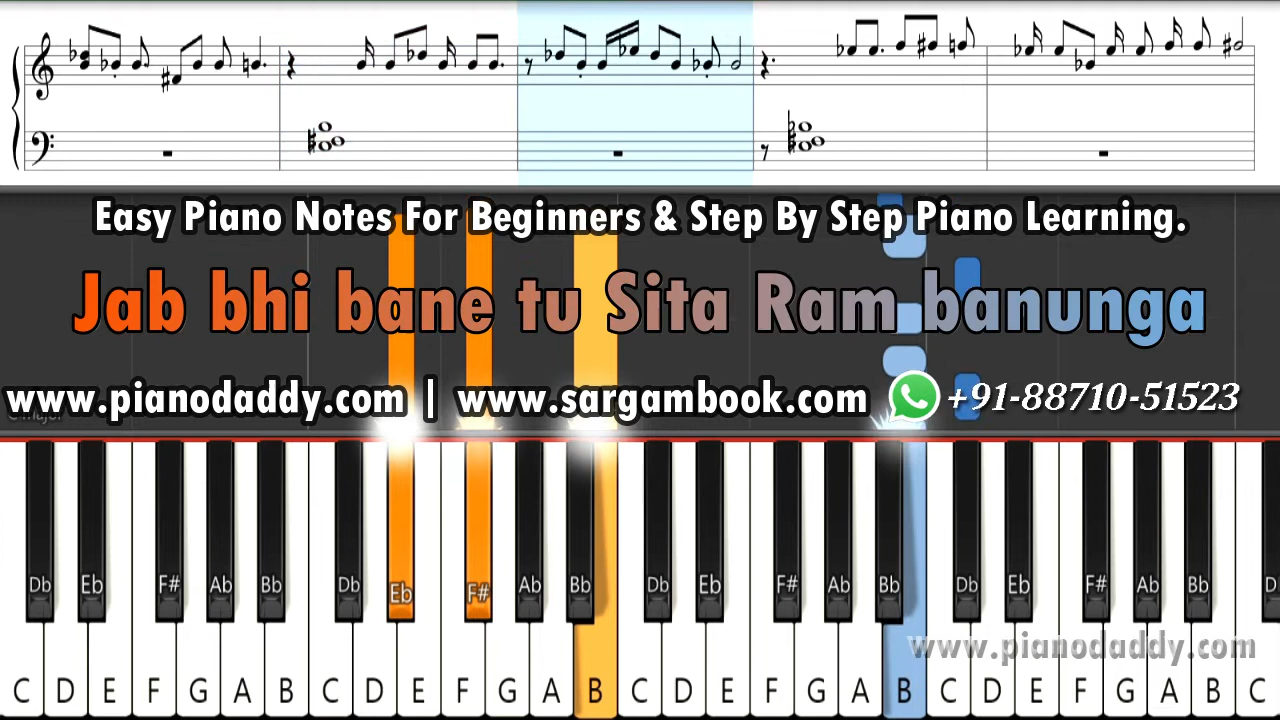 Easy Piano Notes For Beginners & Step By Step Piano Learning.
Jab bhi bane tu Sita Ram banunga
www.pianodaddy.com | www.sargambook.com +91-88710-51523
C major
Db Eb F# Ab Bb Db Eb F# Ab Bb Db Eb F# Ab Bb Db Eb F# Ab Bb D
www.pianodaddy.com
C D E F G A B C D E F G A B C D E F G A B C D E F G A B C